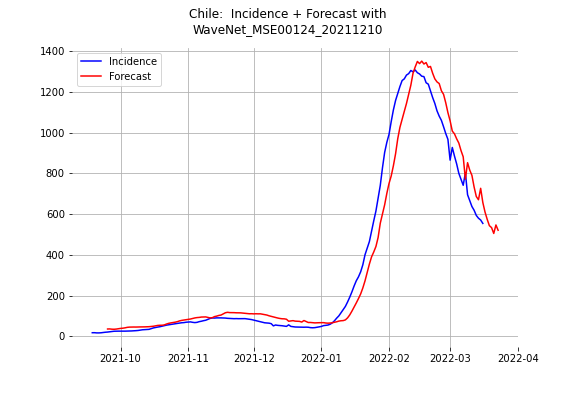 Chile:  Incidence + Forecast with
WaveNet_MSE00124_20211210
Incidence
Forecast
1400
1200
1000
800
600
400
200
0
2021-10 2021-11 2021-12 2022-01 2022-02 2022-03 2022-04